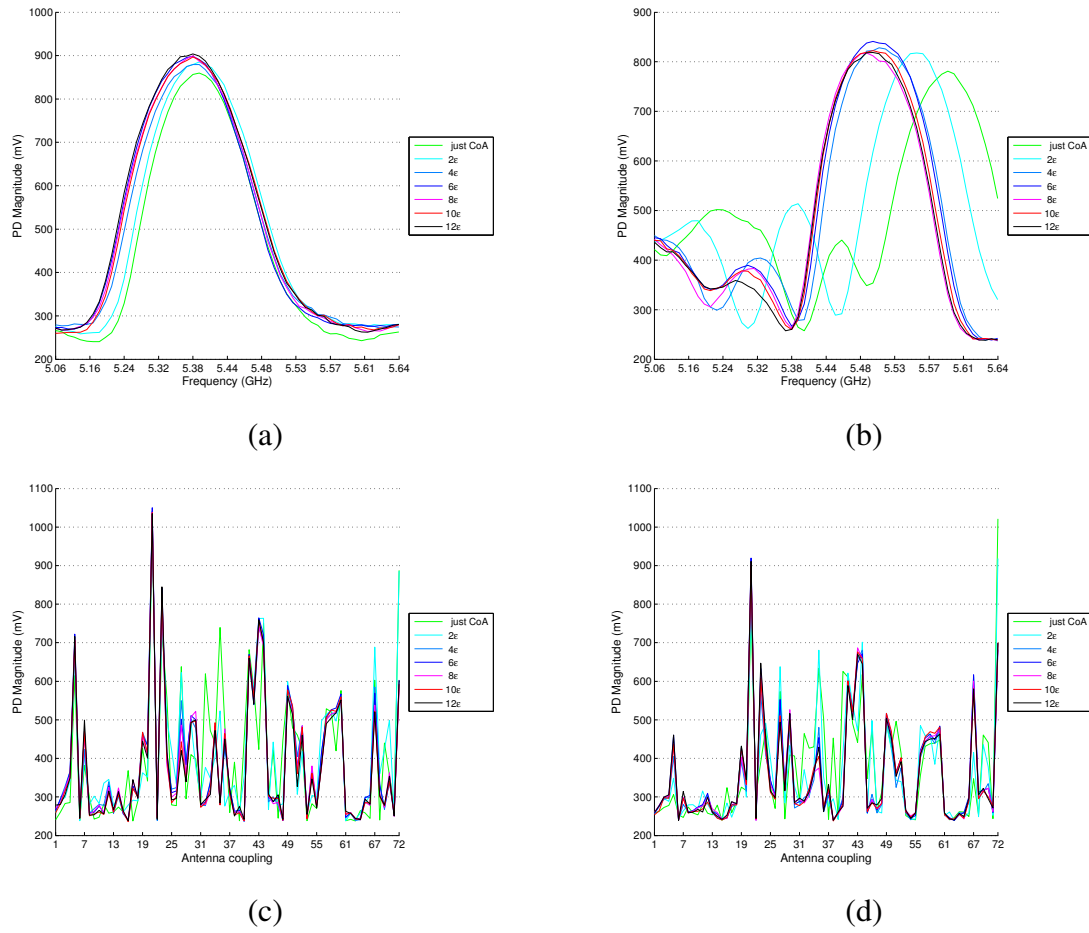 1000
900
800
700
600
500
400
300
200
PD Magnitude (mV)
5.06 5.16 5.24 5.32 5.38 5.44 5.48 5.53 5.57 5.61 5.64
Frequency (GHz)
just CoA
2ε
4ε
6ε
8ε
10ε
12ε
(a)
900
800
700
600
500
400
300
200
PD Magnitude (mV)
5.06 5.16 5.24 5.32 5.38 5.44 5.48 5.53 5.57 5.61 5.64
Frequency (GHz)
just CoA
2ε
4ε
6ε
8ε
10ε
12ε
(b)
1100
1000
900
800
700
600
500
400
300
200
PD Magnitude (mV)
1 7 13 19 25 31 37 43 49 55 61 67 72
Antenna coupling
just CoA
2ε
4ε
6ε
8ε
10ε
12ε
(c)
1100
1000
900
800
700
600
500
400
300
200
PD Magnitude (mV)
1 7 13 19 25 31 37 43 49 55 61 67 72
Antenna coupling
just CoA
2ε
4ε
6ε
8ε
10ε
12ε
(d)